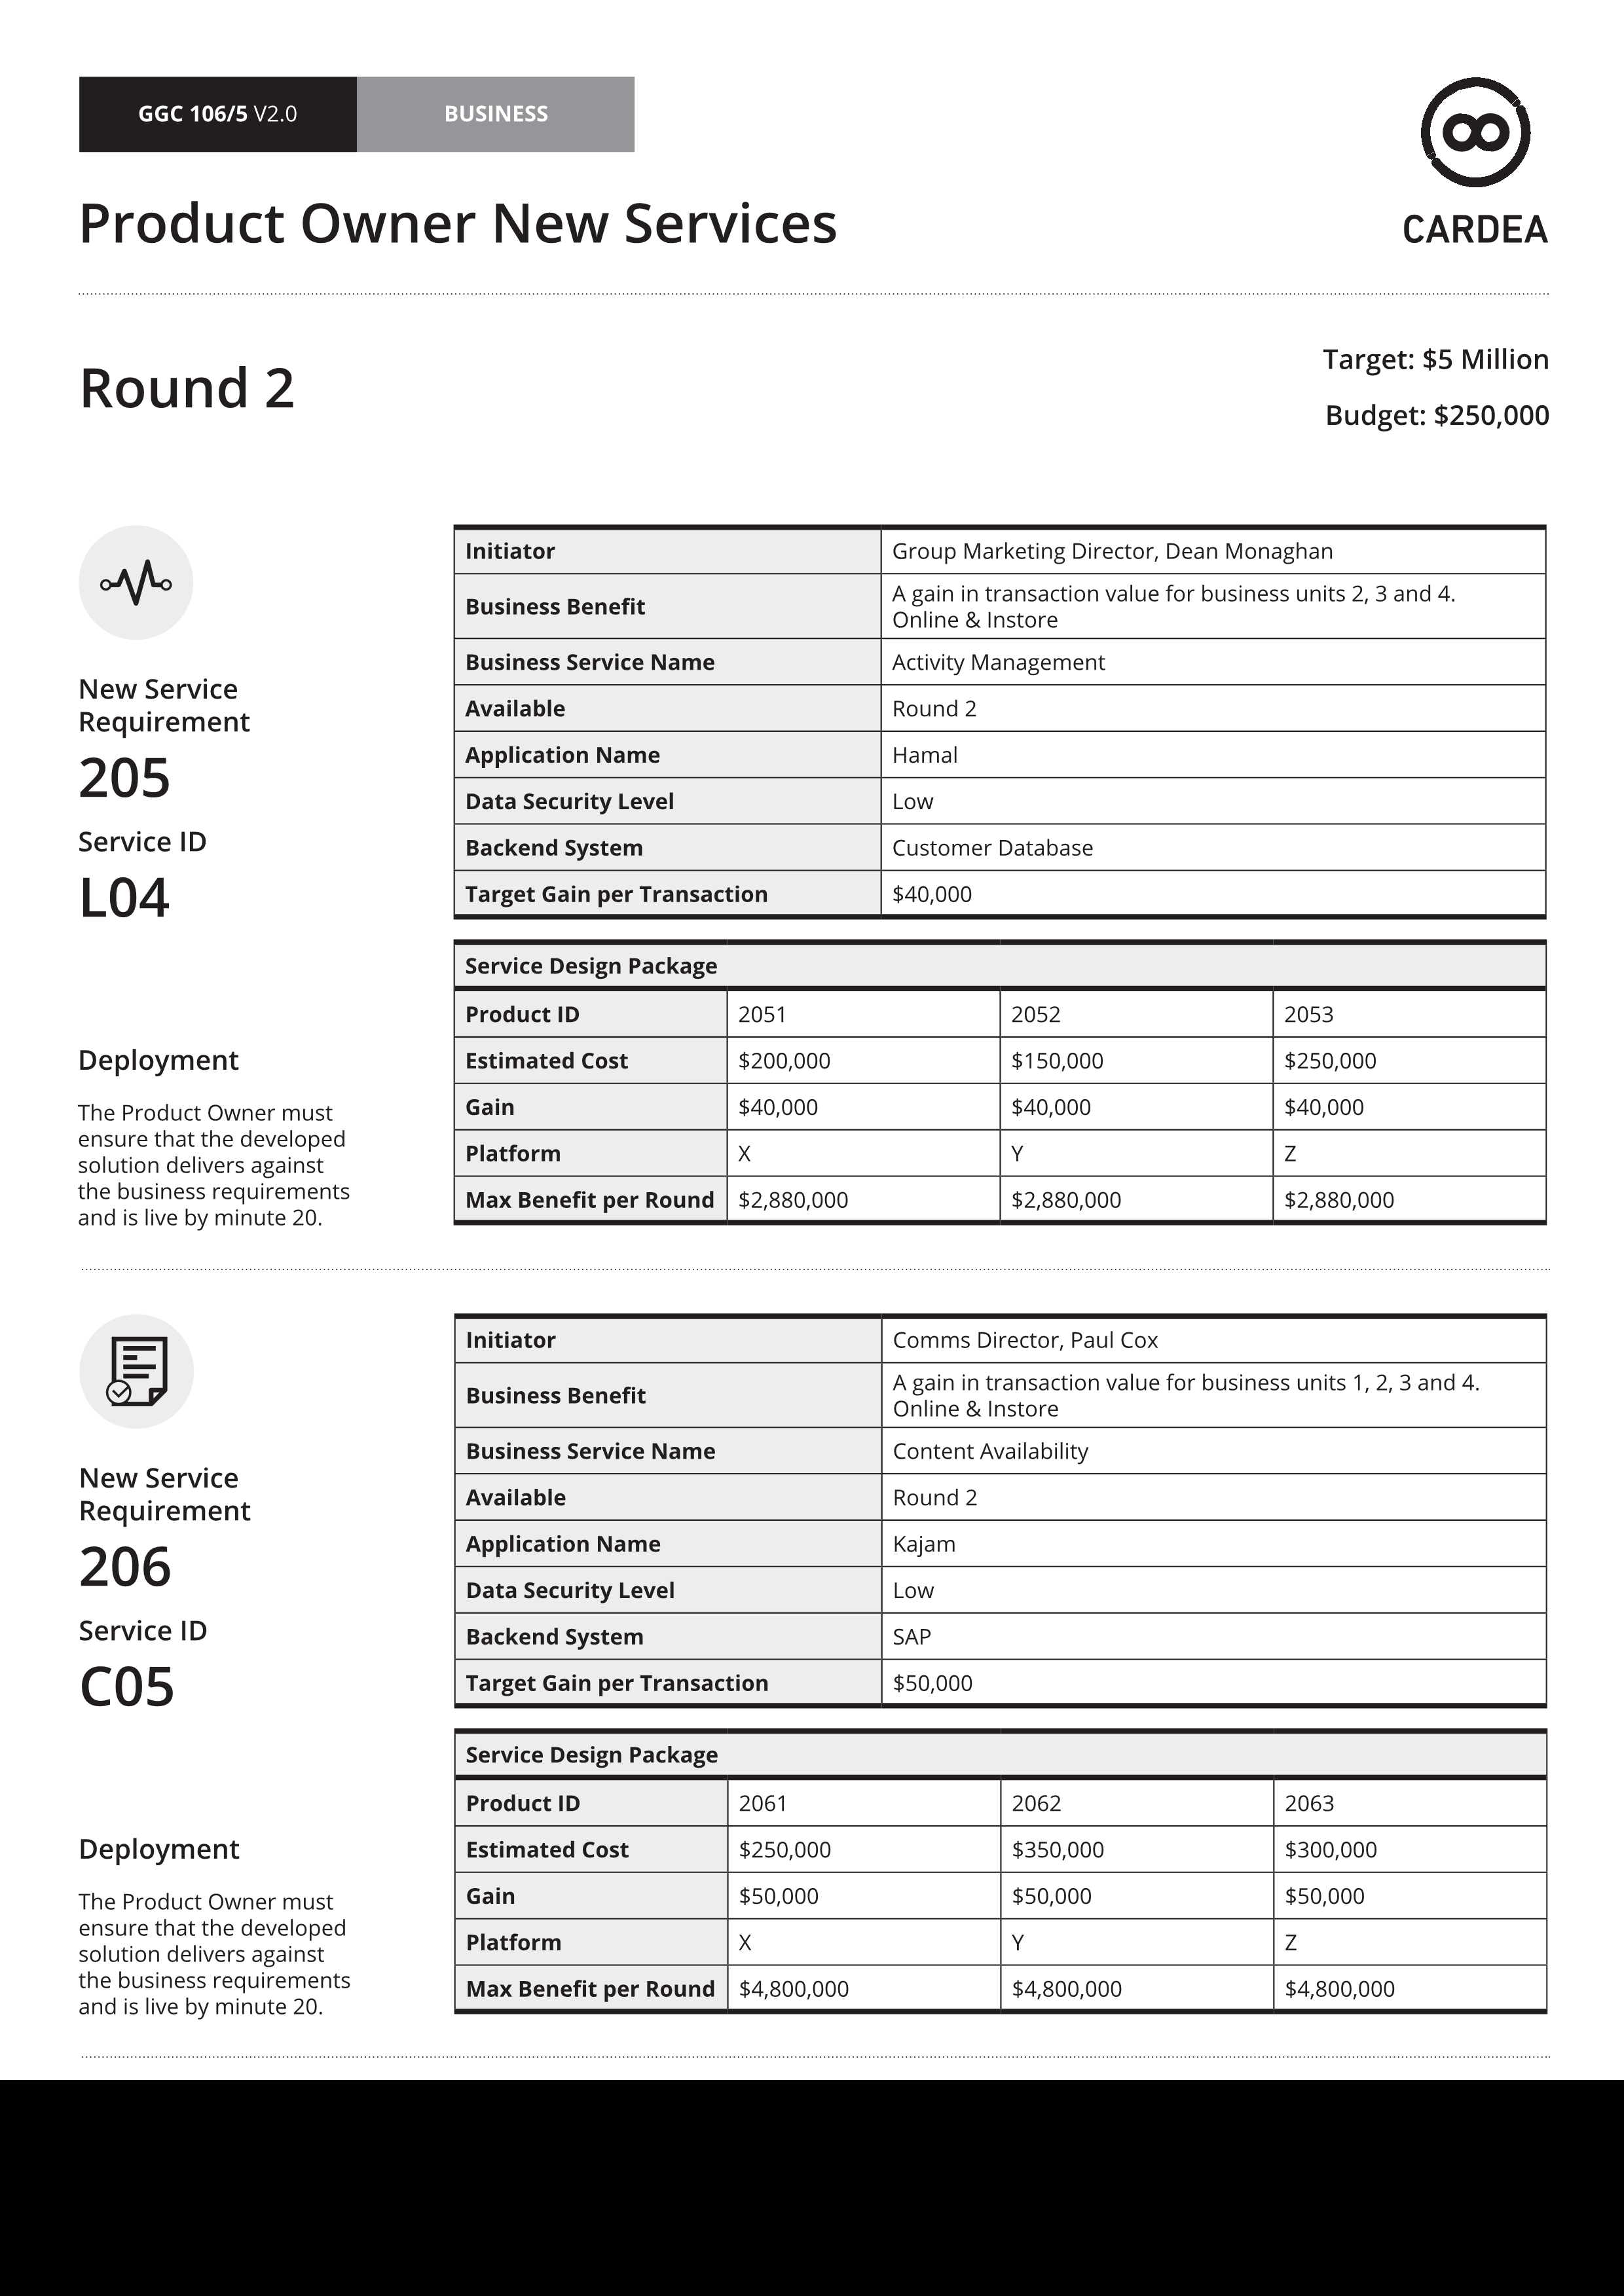 GGC 106/5 V2.0 BUSINESS
CARDEA
Product Owner New Services
Round 2
Target: $5 Million
Budget: $250,000
New Service
Requirement
205
Service ID
L04
Deployment
The Product Owner must
ensure that the developed
solution delivers against
the business requirements
and is live by minute 20.
Initiator Group Marketing Director, Dean Monaghan
Business Benefit A gain in transaction value for business units 2, 3 and 4.
Online & Instore
Business Service Name Activity Management
Available Round 2
Application Name Hamal
Data Security Level Low
Backend System Customer Database
Target Gain per Transaction $40,000
Service Design Package
Product ID 2051 2052 2053
Estimated Cost $200,000 $150,000 $250,000
Gain $40,000 $40,000 $40,000
Platform X Y Z
Max Benefit per Round $2,880,000 $2,880,000 $2,880,000
New Service
Requirement
206
Service ID
C05
Deployment
The Product Owner must
ensure that the developed
solution delivers against
the business requirements
and is live by minute 20.
Initiator Comms Director, Paul Cox
Business Benefit A gain in transaction value for business units 1, 2, 3 and 4.
Online & Instore
Business Service Name Content Availability
Available Round 2
Application Name Kajam
Data Security Level Low
Backend System SAP
Target Gain per Transaction $50,000
Service Design Package
Product ID 2061 2062 2063
Estimated Cost $250,000 $350,000 $300,000
Gain $50,000 $50,000 $50,000
Platform X Y Z
Max Benefit per Round $4,800,000 $4,800,000 $4,800,000